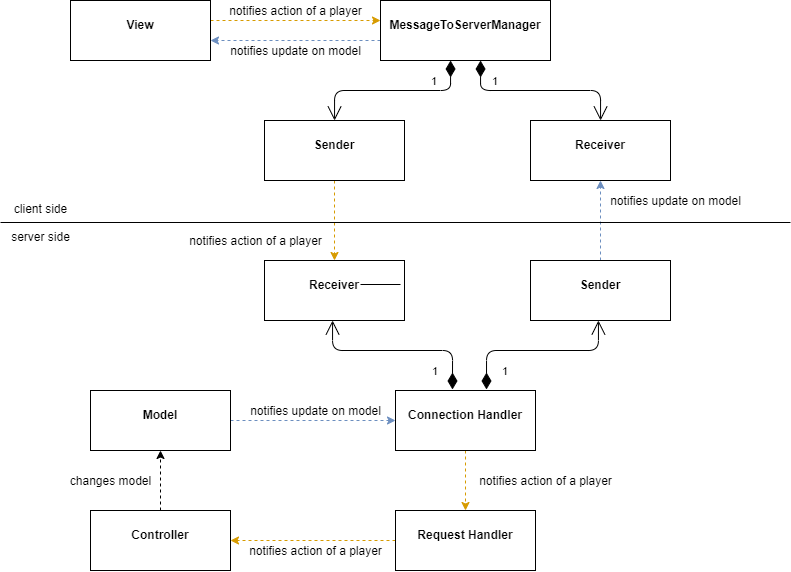 notifies action of a player
View
MessageToServerManager
notifies update on model
1
1
Sender
Receiver
notifies update on model
client side
server side
notifies action of a player
Receiver
Sender
1
1
notifies update on model
Model
Connection Handler
changes model
notifies action of a player
Controller
Request Handler
notifies action of a player